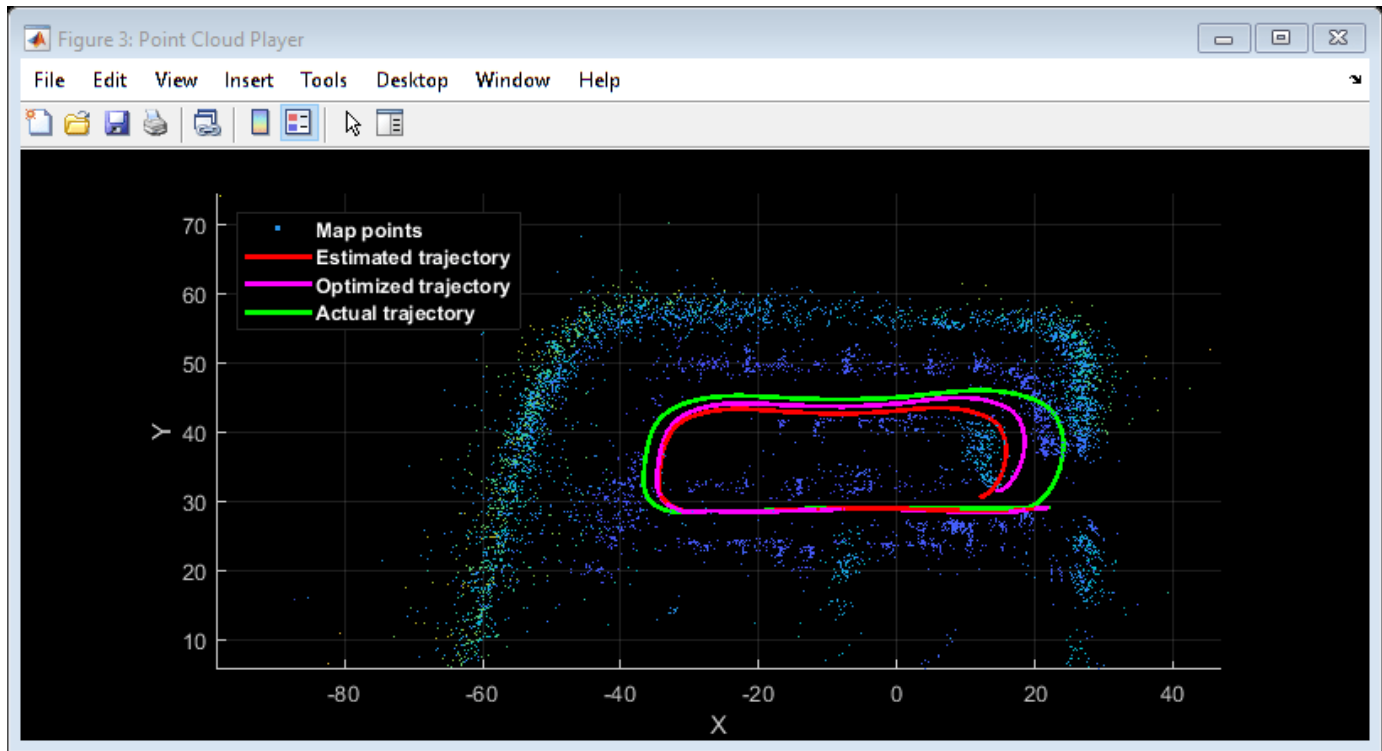 Figure 3: Point Cloud Player
File Edit View Insert Tools Desktop Window Help
Map points
Estimated trajectory
Optimized trajectory
Actual trajectory
70
60
50
40
30
20
10
Y
-80 -60 -40 -20 0 20 40
X